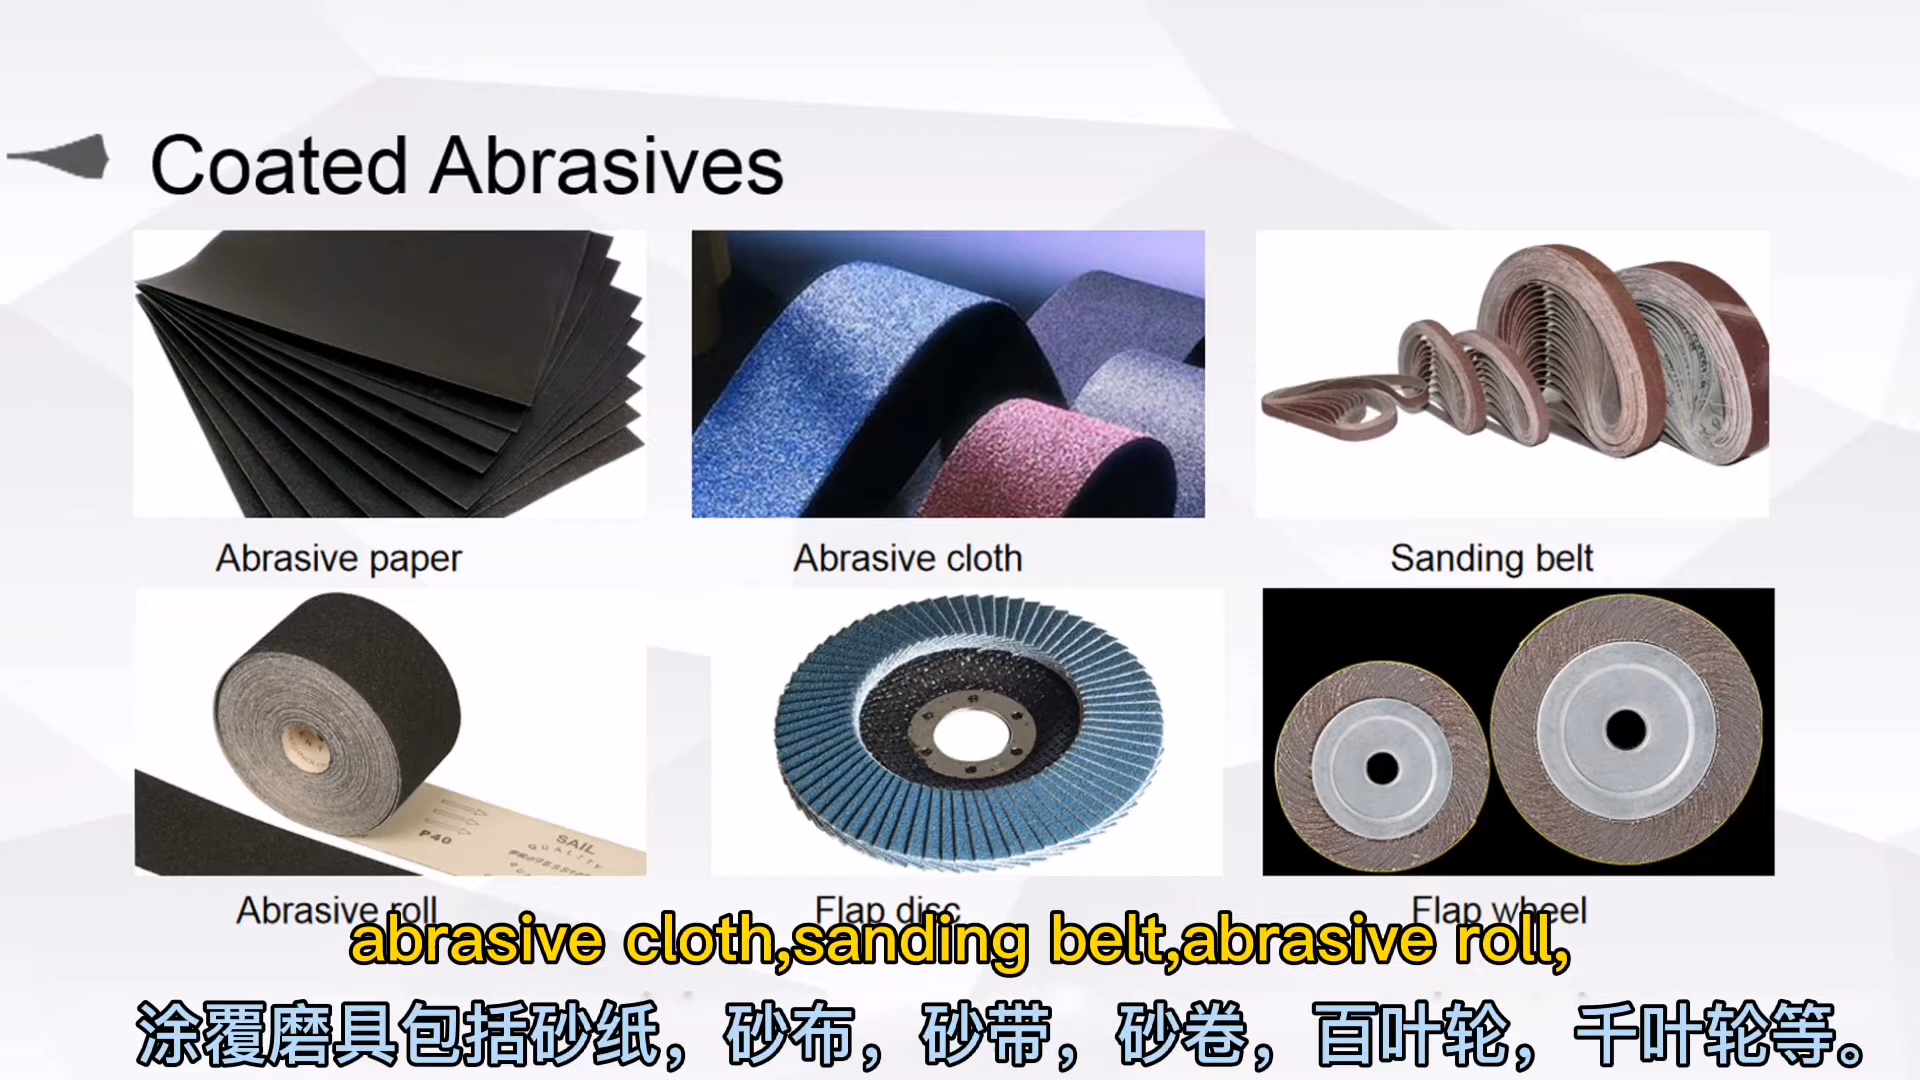 Coated Abrasives
Abrasive paper
Abrasive cloth
Sanding belt
P40
SAIL
QUALITY
Abrasive roll
Flap disc
Flap wheel
abrasive cloth,sanding belt,abrasive roll,
涂覆磨具包括砂纸，砂布，砂带，砂卷，百叶轮，千叶轮等。